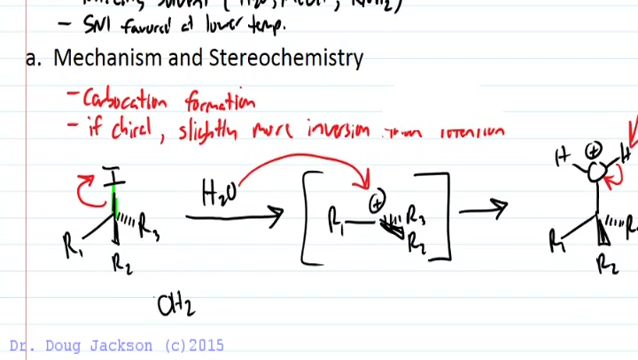 - SN1 favored at lower temp.
a. Mechanism and Stereochemistry
- Carbocation formation
- if chiral, slightly more inversion than retention
I
R₁
R₂
R₃
H₂O
R₁
⊕
R₃
R₂
H
⊕
H
R₁
R₂
OH₂
Dr. Doug Jackson (c)2015